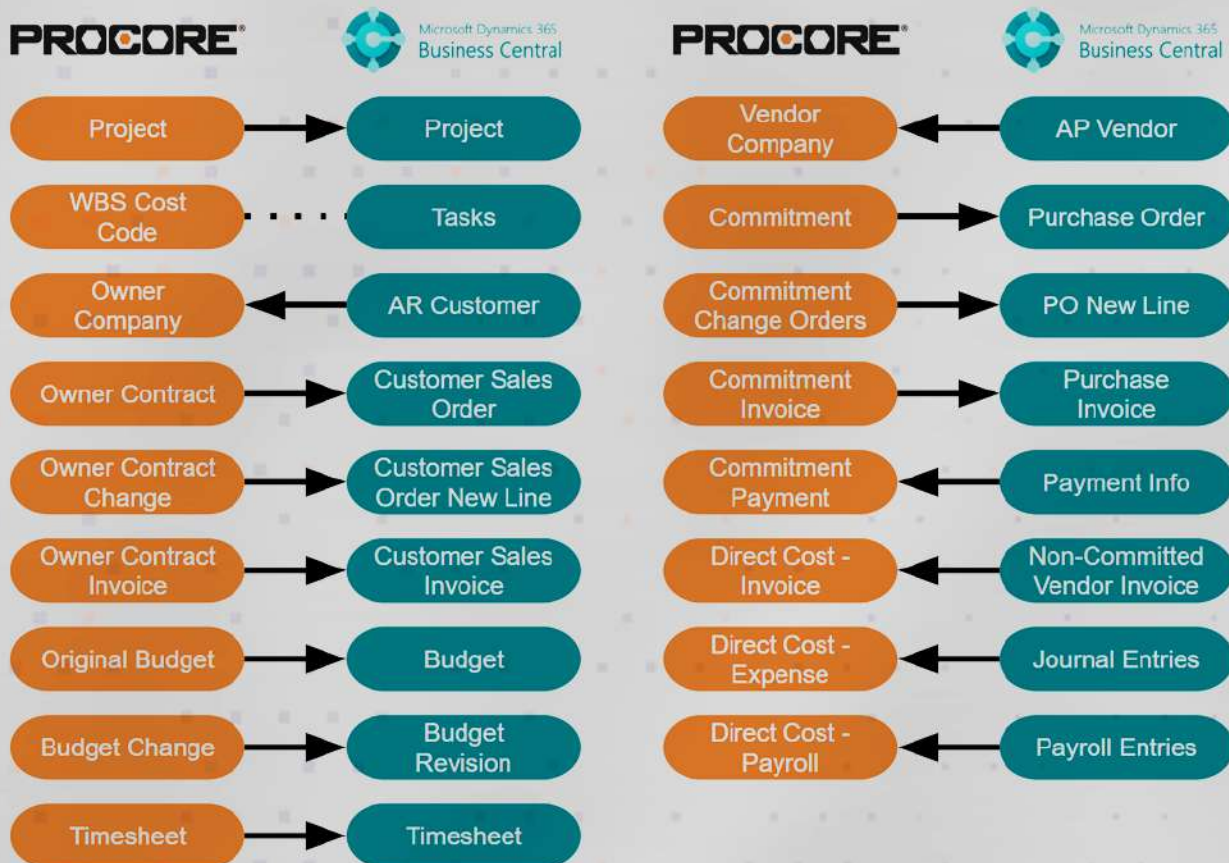 PROCORE®
Microsoft Dynamics 365
Business Central
Project
Project
WBS Cost
Code
Tasks
Owner
Company
AR Customer
Owner Contract
Customer Sales
Order
Owner Contract
Change
Customer Sales
Order New Line
Owner Contract
Invoice
Customer Sales
Invoice
Original Budget
Budget
Budget Change
Budget
Revision
Timesheet
Timesheet
PROCORE®
Microsoft Dynamics 365
Business Central
Vendor
Company
AP Vendor
Commitment
Purchase Order
Commitment
Change Orders
PO New Line
Commitment
Invoice
Purchase
Invoice
Commitment
Payment
Payment Info
Direct Cost -
Invoice
Non-Committed
Vendor Invoice
Direct Cost -
Expense
Journal Entries
Direct Cost -
Payroll
Payroll Entries